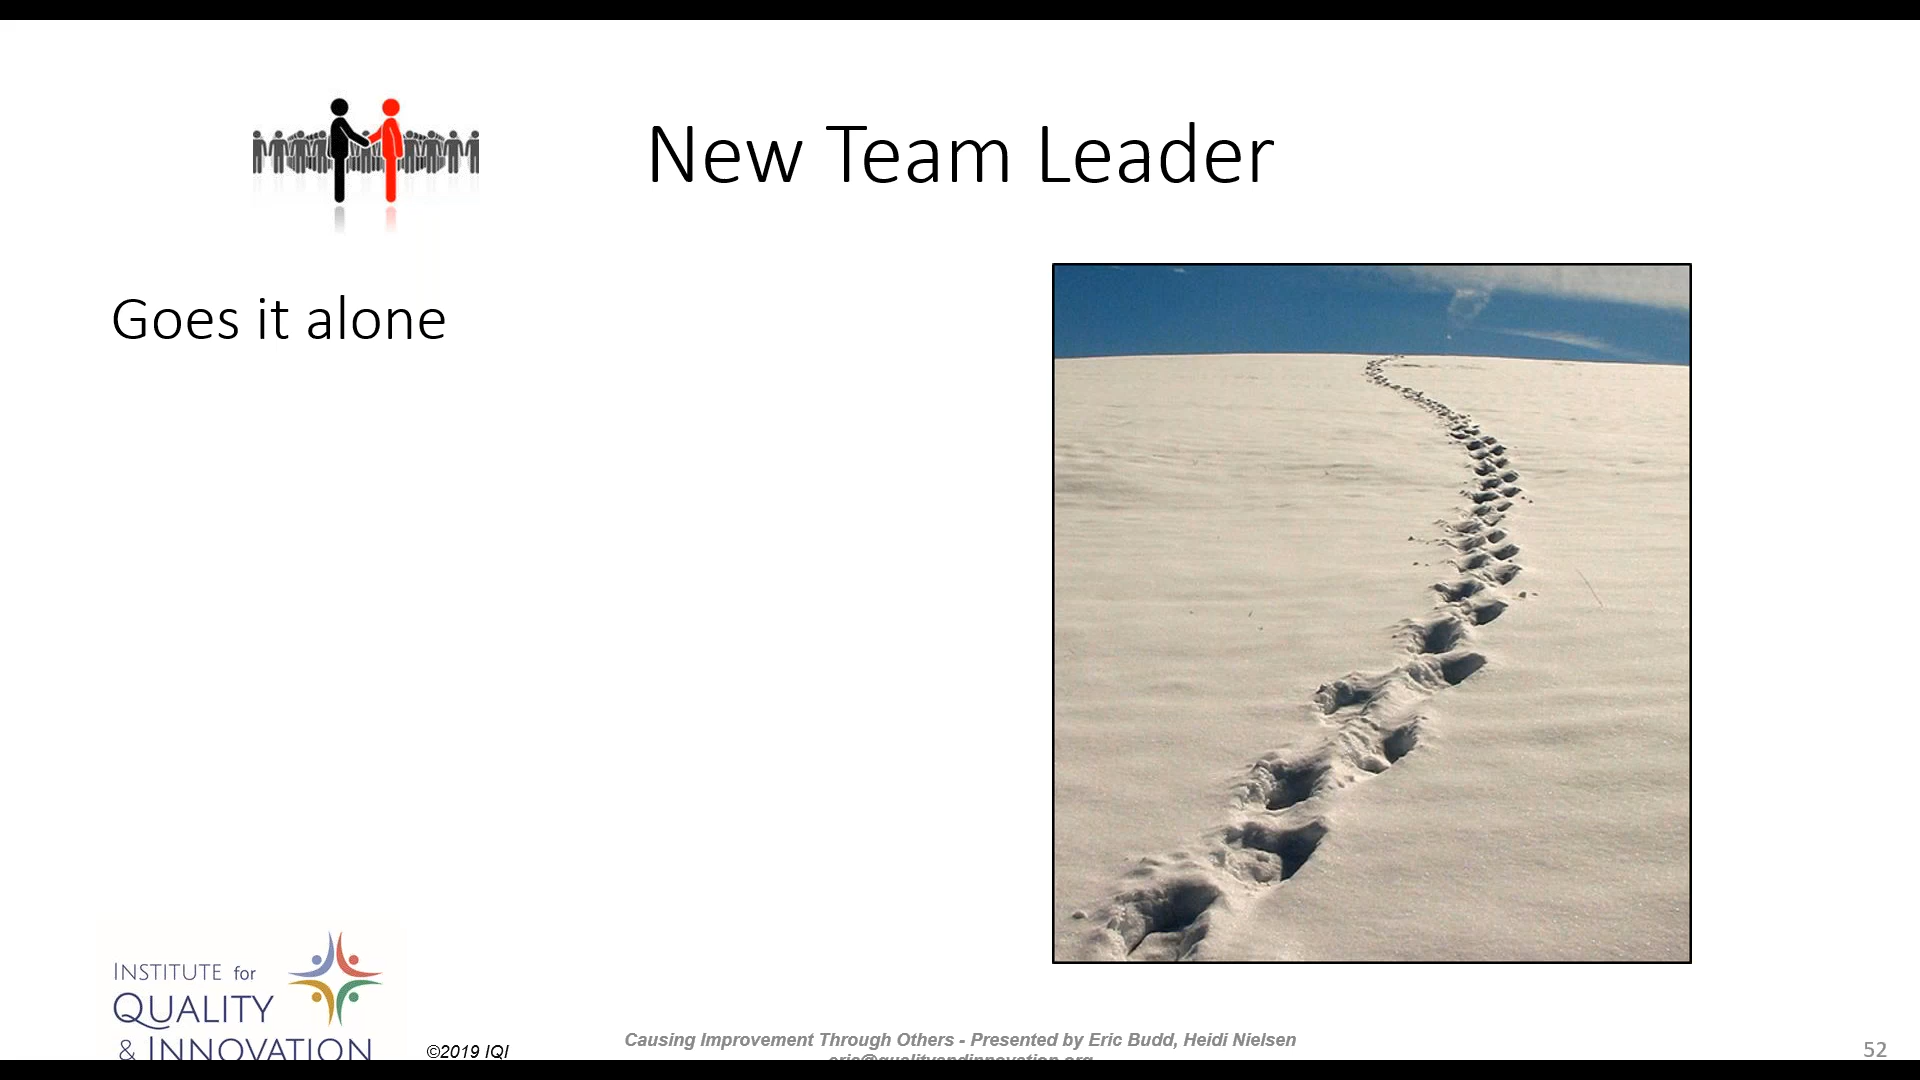 New Team Leader
Goes it alone
INSTITUTE for
QUALITY
& INNOVATION
©2019 IQI
Causing Improvement Through Others - Presented by Eric Budd, Heidi Nielsen
eric@qualityandinnovation.org
52